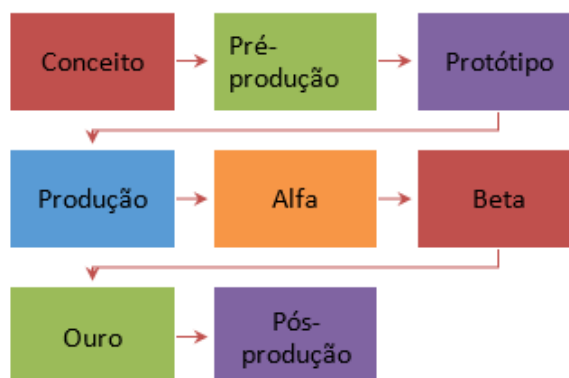 Conceito
Pré-
produção
Protótipo
Produção
Alfa
Beta
Ouro
Pós-
produção